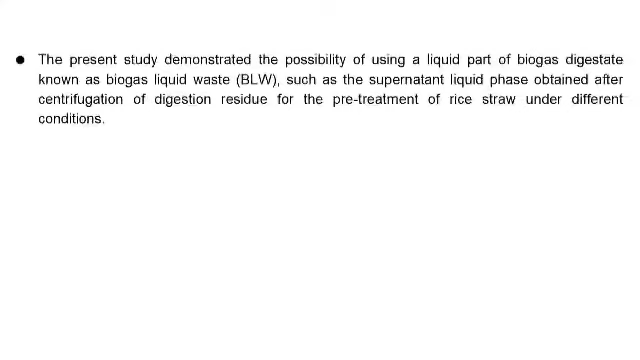 ● The present study demonstrated the possibility of using a liquid part of biogas digestate
known as biogas liquid waste (BLW), such as the supernatant liquid phase obtained after
centrifugation of digestion residue for the pre-treatment of rice straw under different
conditions.